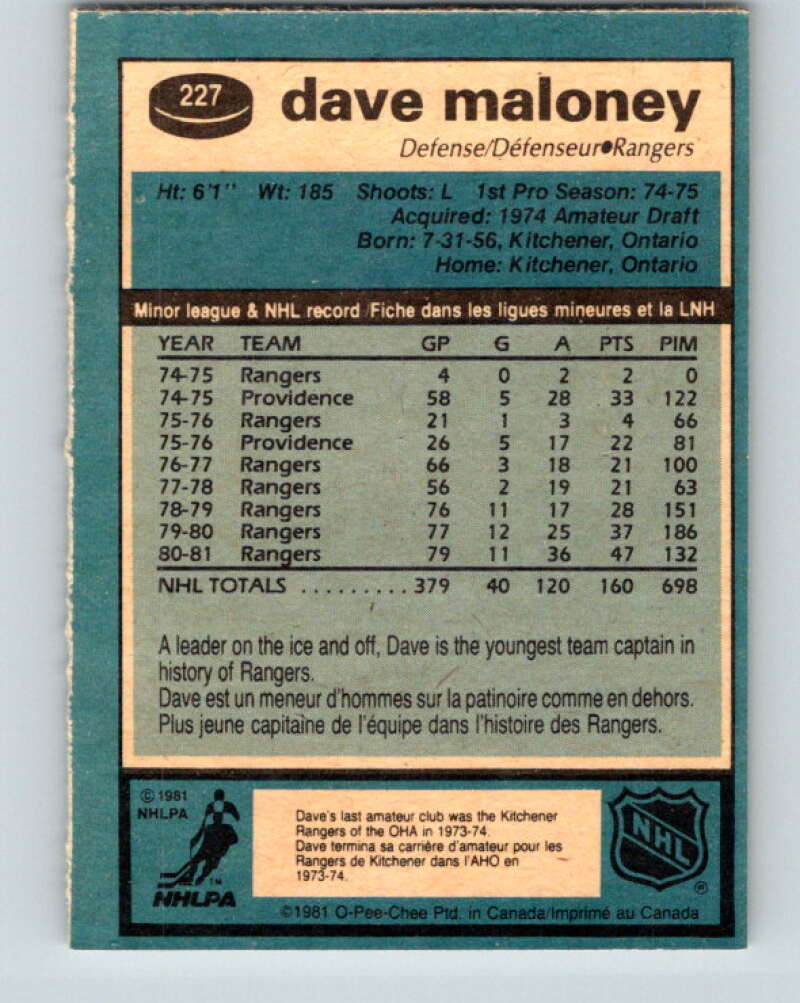 227
dave maloney
Defense/Défenseur●Rangers
Ht: 6'1" Wt: 185 Shoots: L 1st Pro Season: 74-75
Acquired: 1974 Amateur Draft
Born: 7-31-56, Kitchener, Ontario
Home: Kitchener, Ontario
Minor league & NHL record/Fiche dans les ligues mineures et la LNH
YEAR TEAM GP G A PTS PIM
74-75 Rangers 4 0 2 2 0
74-75 Providence 58 5 28 33 122
75-76 Rangers 21 1 3 4 66
75-76 Providence 26 5 17 22 81
76-77 Rangers 66 3 18 21 100
77-78 Rangers 56 2 19 21 63
78-79 Rangers 76 11 17 28 151
79-80 Rangers 77 12 25 37 186
80-81 Rangers 79 11 36 47 132
NHL TOTALS .......... 379 40 120 160 698
A leader on the ice and off, Dave is the youngest team captain in
history of Rangers.
Dave est un meneur d'hommes sur la patinoire comme en dehors.
Plus jeune capitaine de l'équipe dans l'histoire des Rangers.
© 1981
NHLPA
TM
NHLPA
Dave's last amateur club was the Kitchener
Rangers of the OHA in 1973-74.
Dave termina sa carrière d'amateur pour les
Rangers de Kitchener dans l'AHO en
1973-74.
NHL
®
©1981 O-Pee-Chee Ptd. in Canada/Imprimé au Canada